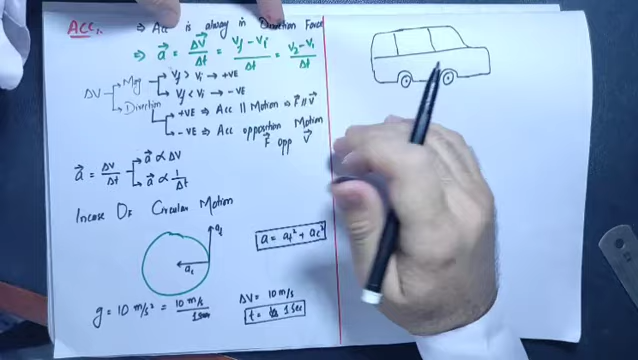 Acc. ⇒ Acc is always in Direction Force
⇒ a⃗ = ΔV⃗/Δt = Vf - Vi/Δt = V2 - V1/Δt
ΔV Mag Vf > Vi → +VE
Vf < Vi → -VE
Direction +VE ⇒ Acc || Motion ⇒ F⃗ || V⃗
-VE ⇒ Acc opposition Motion
F⃗ opp V⃗
a⃗ = ΔV/Δt a⃗ ∝ ΔV
a⃗ ∝ 1/Δt
Incase Of Circular Motion
at
ac
a = at² + ac²
g = 10 m/s² = 10 m/s/1 sec
ΔV = 10 m/s
t = 1 sec